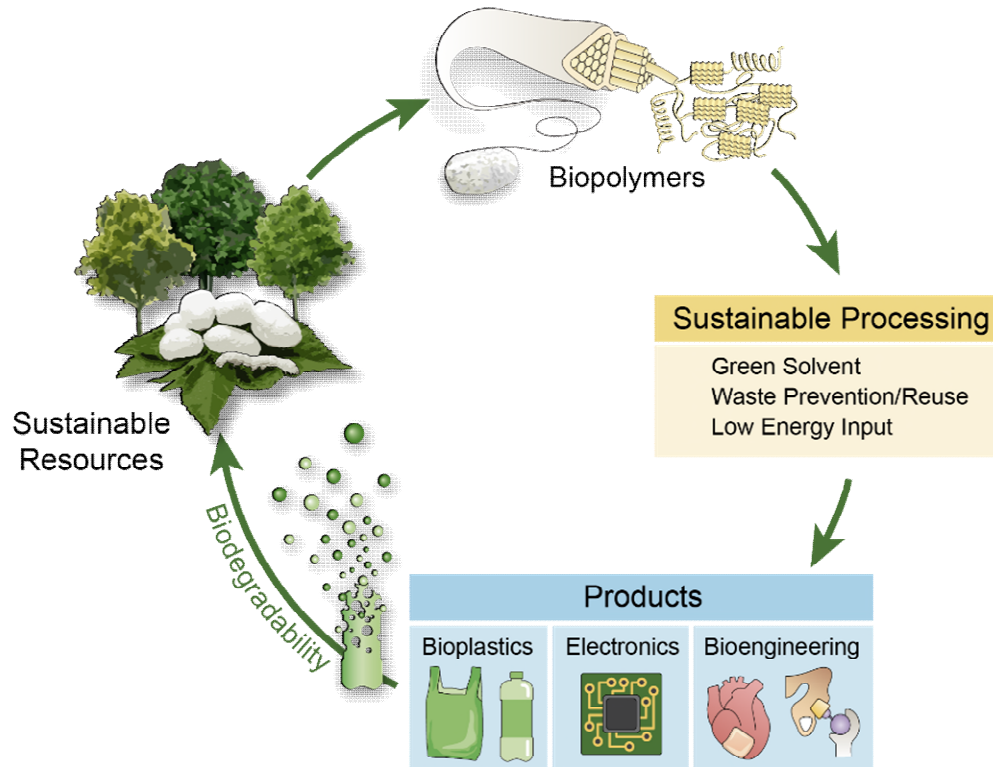 Biopolymers
Sustainable Processing
Green Solvent
Waste Prevention/Reuse
Low Energy Input
Products
Bioplastics
Electronics
Bioengineering
Biodegradability
Sustainable
Resources